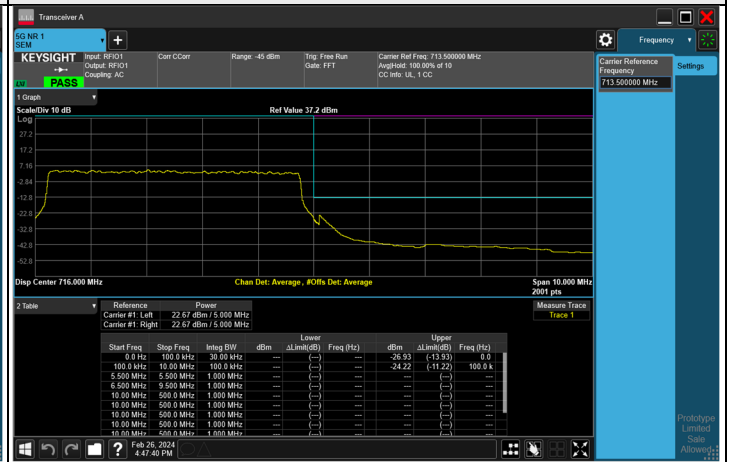 Transceiver A
5G NR 1
SEM
Frequency
KEYSIGHT
LXI
PASS
Input: RFIO1
Output: RFIO1
Coupling: AC
Corr CCorr
Range: -45 dBm
Trig: Free Run
Gate: FFT
Carrier Ref Freq: 713.500000 MHz
Avg|Hold: 100.00% of 10
CC Info: UL, 1 CC
Carrier Reference
Frequency
713.500000 MHz
Settings
1 Graph
Scale/Div 10 dB
Ref Value 37.2 dBm
Log
27.2
17.2
7.16
-2.84
-12.8
-22.8
-32.8
-42.8
-52.8
Disp Center 716.000 MHz
Chan Det: Average, #Offs Det: Average
Span 10.000 MHz
2001 pts
2 Table
Reference Power
Carrier #1: Left 22.67 dBm / 5.000 MHz
Carrier #1: Right 22.67 dBm / 5.000 MHz
Measure Trace
Trace 1
Lower Upper
Start Freq Stop Freq Integ BW dBm ΔLimit(dB) Freq (Hz) dBm ΔLimit(dB) Freq (Hz)
0.0 Hz 100.0 kHz 30.00 kHz --- (---) --- -26.93 (-13.93) 0.0
100.0 kHz 10.00 MHz 100.0 kHz --- (---) --- -24.22 (-11.22) 100.0 k
5.500 MHz 5.500 MHz 1.000 MHz --- (---) --- --- (---) ---
6.500 MHz 9.500 MHz 1.000 MHz --- (---) --- --- (---) ---
10.00 MHz 500.0 MHz 1.000 MHz --- (---) --- --- (---) ---
10.00 MHz 500.0 MHz 1.000 MHz --- (---) --- --- (---) ---
10.00 MHz 500.0 MHz 1.000 MHz --- (---) --- --- (---) ---
10.00 MHz 500.0 MHz 1.000 MHz --- (---) --- --- (---) ---
10.00 MHz 500.0 MHz 1.000 MHz --- (---) --- --- (---) ---
Prototype
Limited
Sale
Allowed
?
Feb 26, 2024
4:47:40 PM